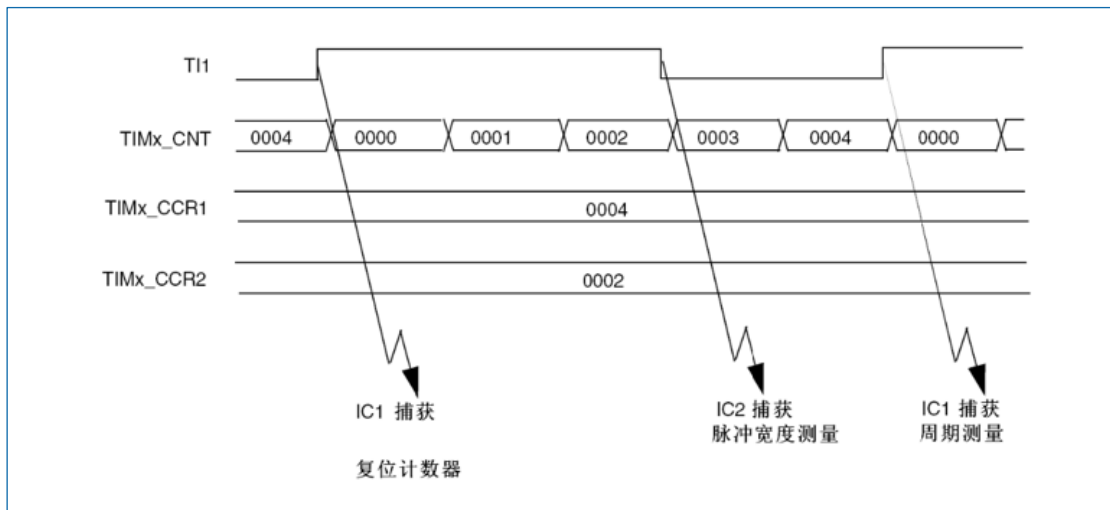 TI1
TIMx_CNT 0004 0000 0001 0002 0003 0004 0000
TIMx_CCR1 0004
TIMx_CCR2 0002
IC1 捕获
复位计数器
IC2 捕获
脉冲宽度测量
IC1 捕获
周期测量